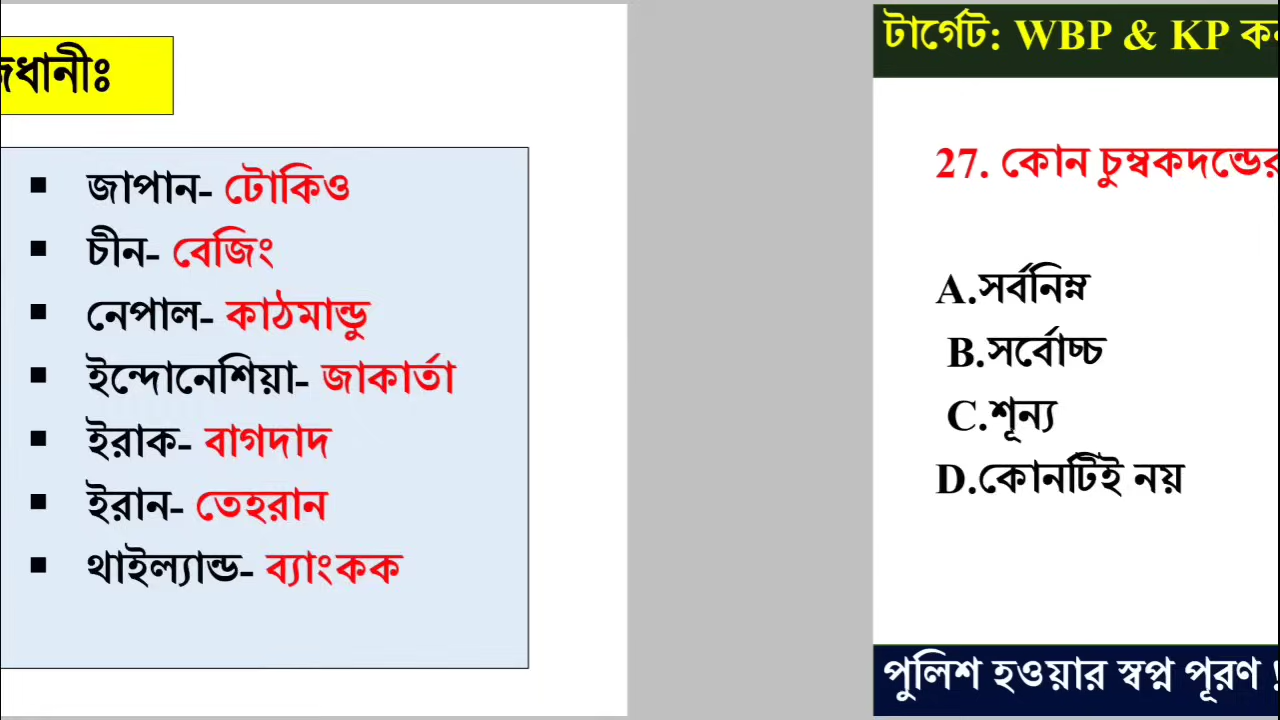 জধানীঃ
▪ জাপান- টোকিও
▪ চীন- বেজিং
▪ নেপাল- কাঠমান্ডু
▪ ইন্দোনেশিয়া- জাকার্তা
▪ ইরাক- বাগদাদ
▪ ইরান- তেহরান
▪ থাইল্যান্ড- ব্যাংকক
টার্গেট: WBP & KP
27. কোন চুম্বকদন্ডের
A.সর্বনিম্ন
B.সর্বোচ্চ
C.শূন্য
D.কোনটিই নয়
পুলিশ হওয়ার স্বপ্ন পূরণ